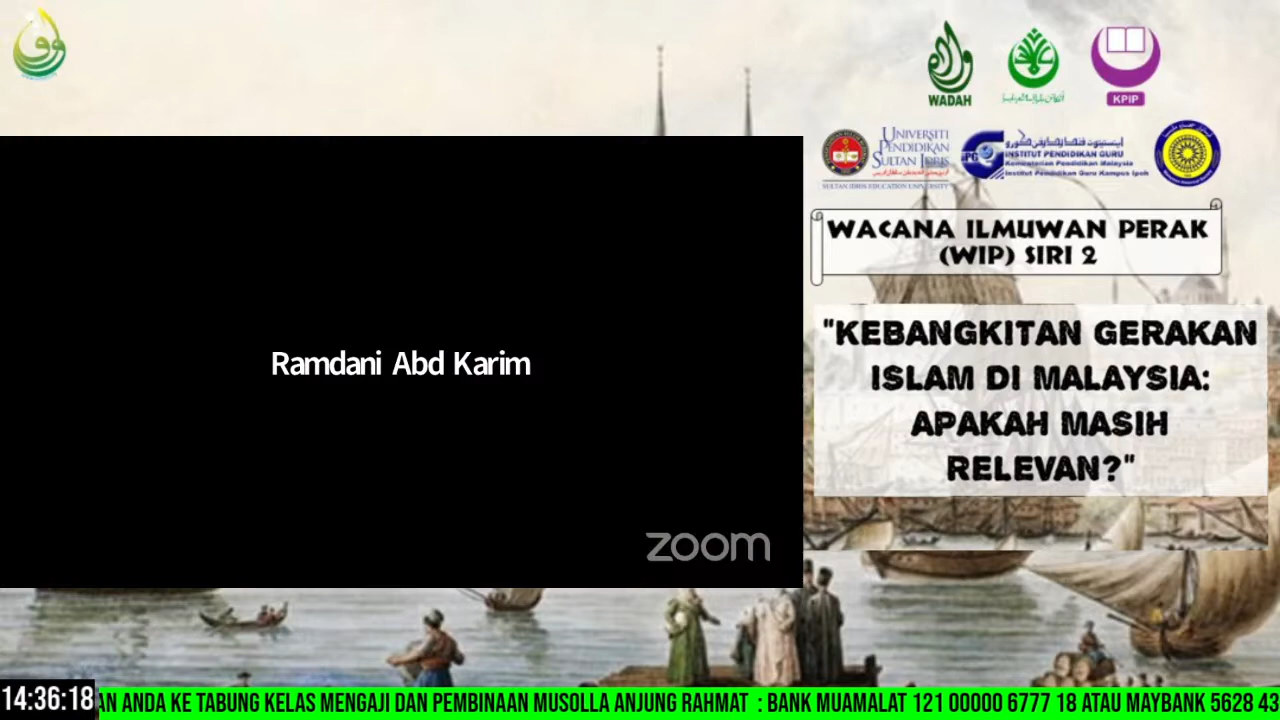 WADAH
KPIP
UNIVERSITI
PENDIDIKAN
SULTAN IDRIS
SULTAN IDRIS EDUCATION UNIVERSITY
IPG
INSTITUT PENDIDIKAN GURU
Kementerian Pendidikan Malaysia
Institut Pendidikan Guru Kampus Ipoh
WACANA ILMUWAN PERAK
(WIP) SIRI 2
"KEBANGKITAN GERAKAN
ISLAM DI MALAYSIA:
APAKAH MASIH
RELEVAN?"
Ramdani Abd Karim
zoom
14:36:18
AN ANDA KE TABUNG KELAS MENGAJI DAN PEMBINAAN MUSOLLA ANJUNG RAHMAT : BANK MUAMALAT 121 00000 6777 18 ATAU MAYBANK 5628 43